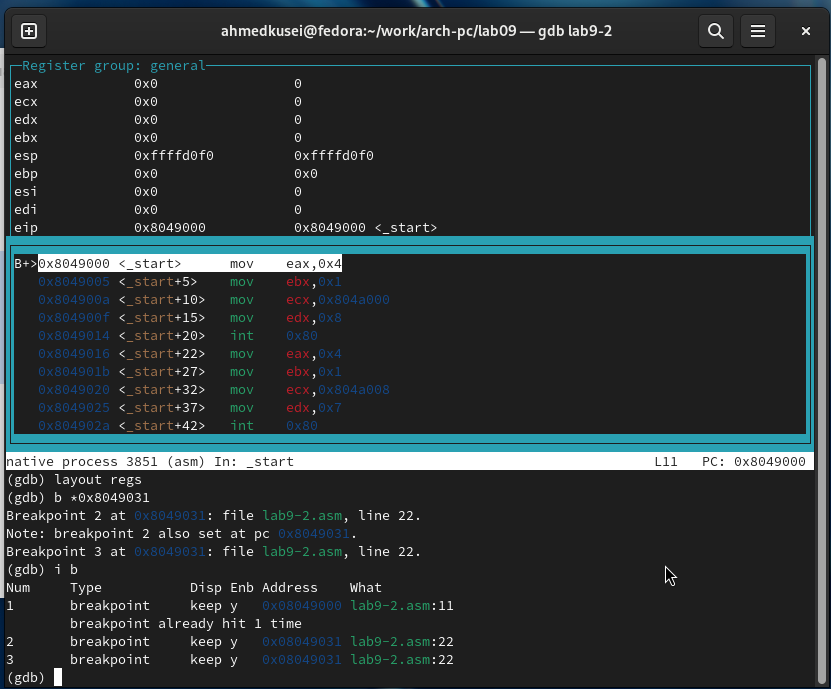 ahmedkusei@fedora:~/work/arch-pc/lab09 — gdb lab9-2
Register group: general
eax 0x0 0
ecx 0x0 0
edx 0x0 0
ebx 0x0 0
esp 0xffffd0f0 0xffffd0f0
ebp 0x0 0x0
esi 0x0 0
edi 0x0 0
eip 0x8049000 0x8049000 <_start>
B+>0x8049000 <_start> mov eax,0x4
0x8049005 <_start+5> mov ebx,0x1
0x804900a <_start+10> mov ecx,0x804a000
0x804900f <_start+15> mov edx,0x8
0x8049014 <_start+20> int 0x80
0x8049016 <_start+22> mov eax,0x4
0x804901b <_start+27> mov ebx,0x1
0x8049020 <_start+32> mov ecx,0x804a008
0x8049025 <_start+37> mov edx,0x7
0x804902a <_start+42> int 0x80
native process 3851 (asm) In: _start L11 PC: 0x8049000
(gdb) layout regs
(gdb) b *0x8049031
Breakpoint 2 at 0x8049031: file lab9-2.asm, line 22.
Note: breakpoint 2 also set at pc 0x8049031.
Breakpoint 3 at 0x8049031: file lab9-2.asm, line 22.
(gdb) i b
Num Type Disp Enb Address What
1 breakpoint keep y 0x08049000 lab9-2.asm:11
breakpoint already hit 1 time
2 breakpoint keep y 0x08049031 lab9-2.asm:22
3 breakpoint keep y 0x08049031 lab9-2.asm:22
(gdb)